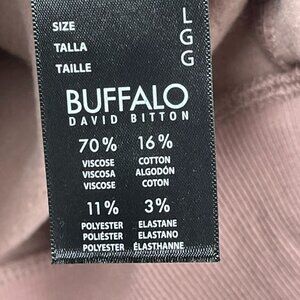 SIZE L
TALLA G
TAILLE G
BUFFALO
DAVID BITTON
70% 16%
VISCOSE COTTON
VISCOSA ALGODÓN
VISCOSE COTON
11% 3%
POLYESTER ELASTANE
POLIÉSTER ELASTANO
POLYESTER ÉLASTHANNE